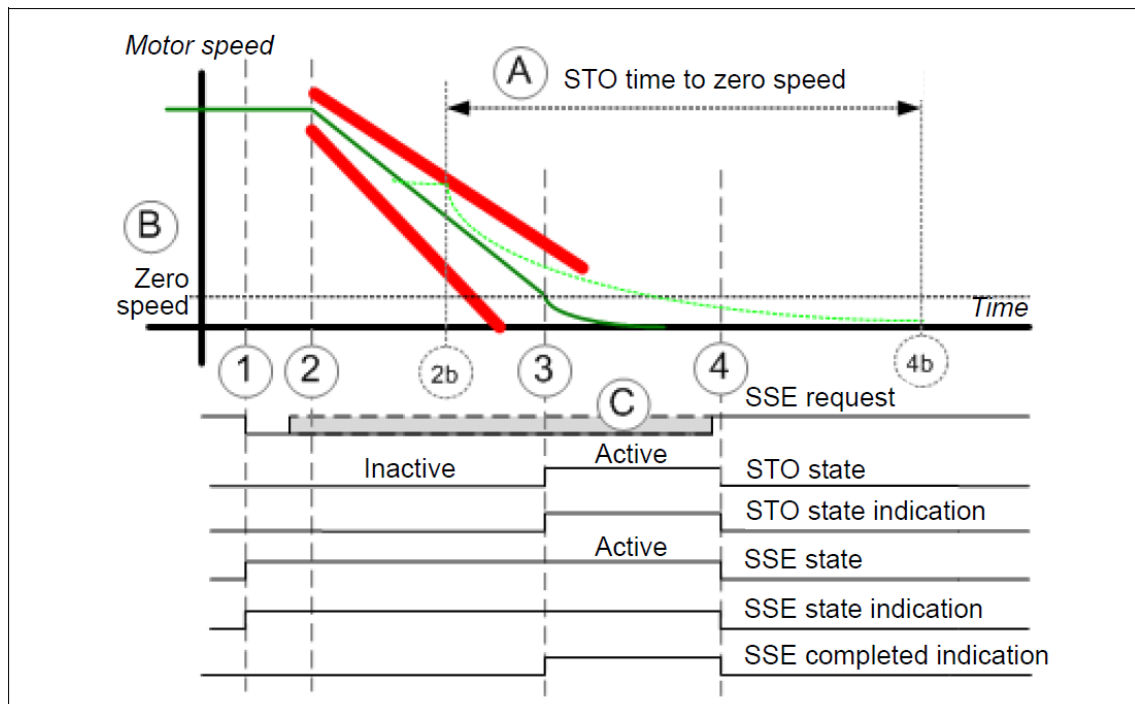 Motor speed
A
STO time to zero speed
B
Zero
speed
Time
1
2
2b
3
4
4b
C
SSE request
Inactive
Active
STO state
STO state indication
Active
SSE state
SSE state indication
SSE completed indication